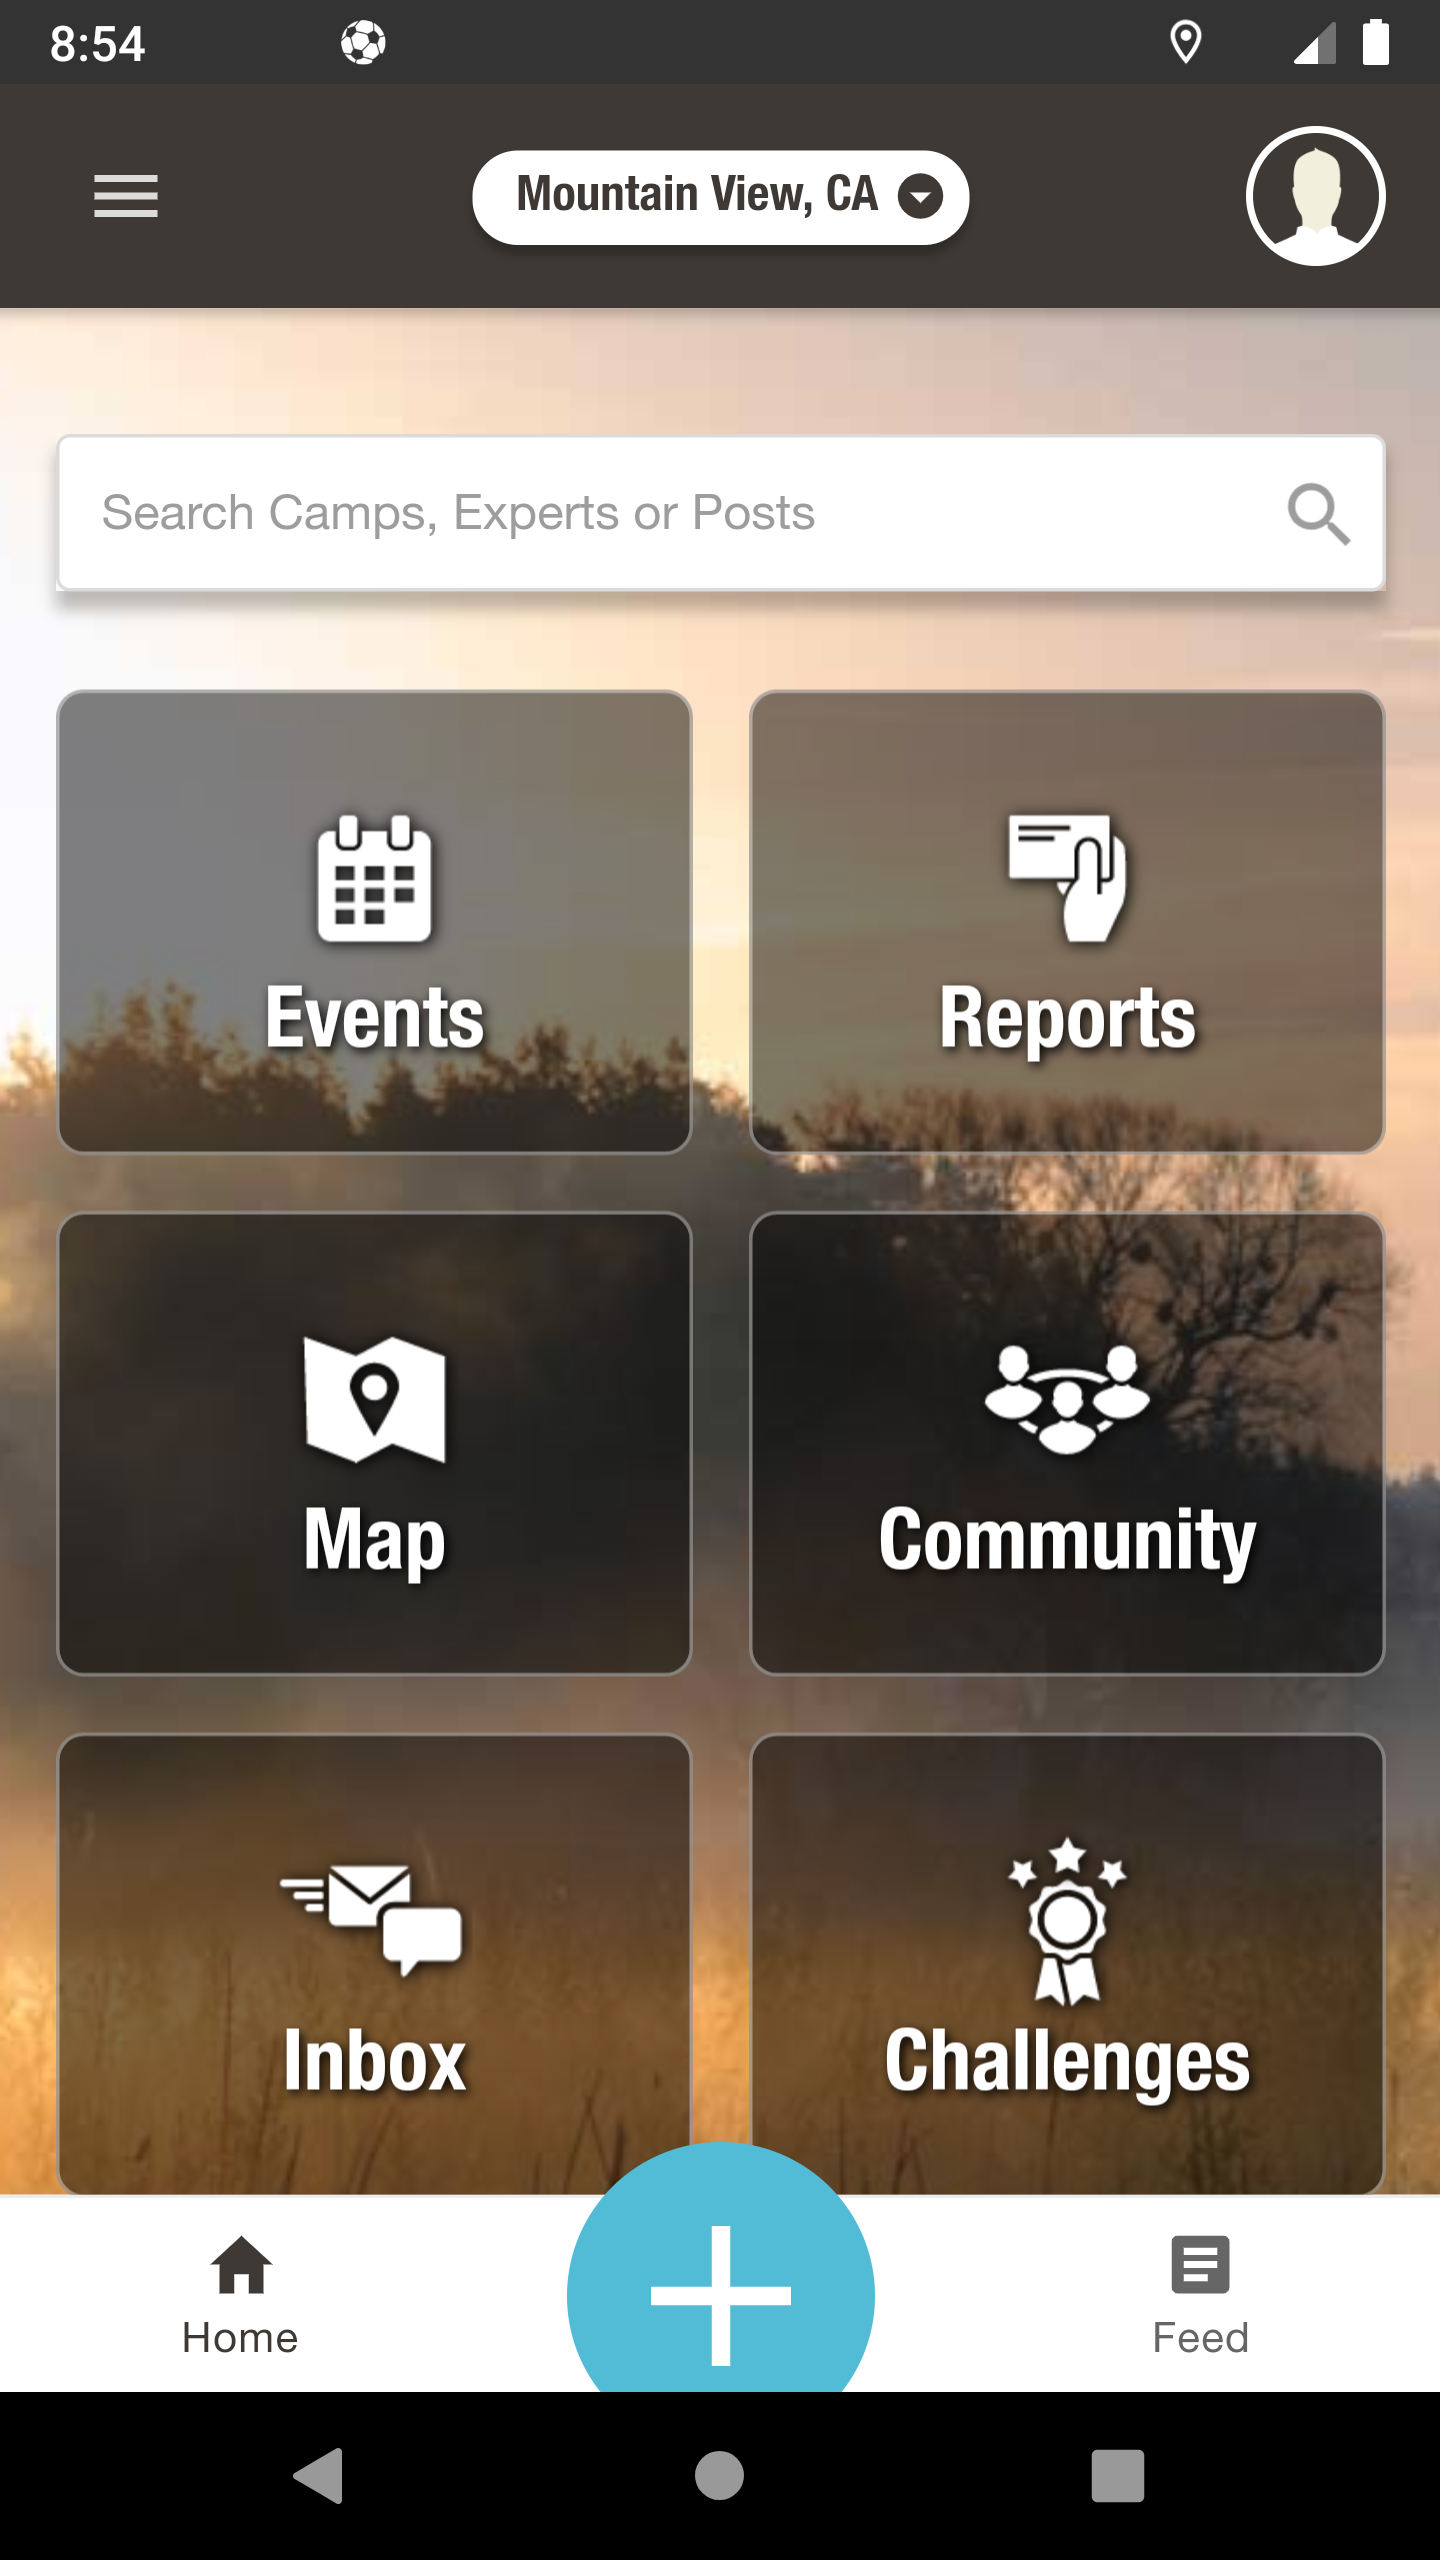 8:54
Mountain View, CA
Search Camps, Experts or Posts
Events
Reports
Map
Community
Inbox
Challenges
Home
Feed